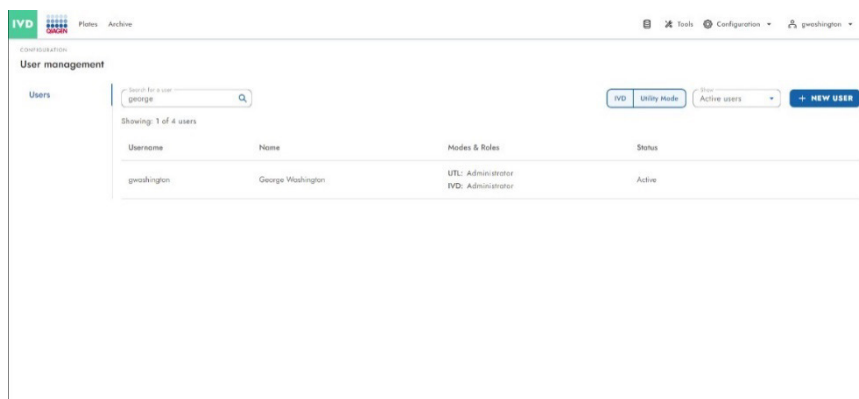 IVD QIAGEN Plates Archive Tools Configuration gwashington
CONFIGURATION
User management
Users
Search for a user
george
IVD Utility Mode
Show
Active users
+ NEW USER
Showing: 1 of 4 users
Username Name Modes & Roles Status
gwashington George Washington UTL: Administrator Active
IVD: Administrator